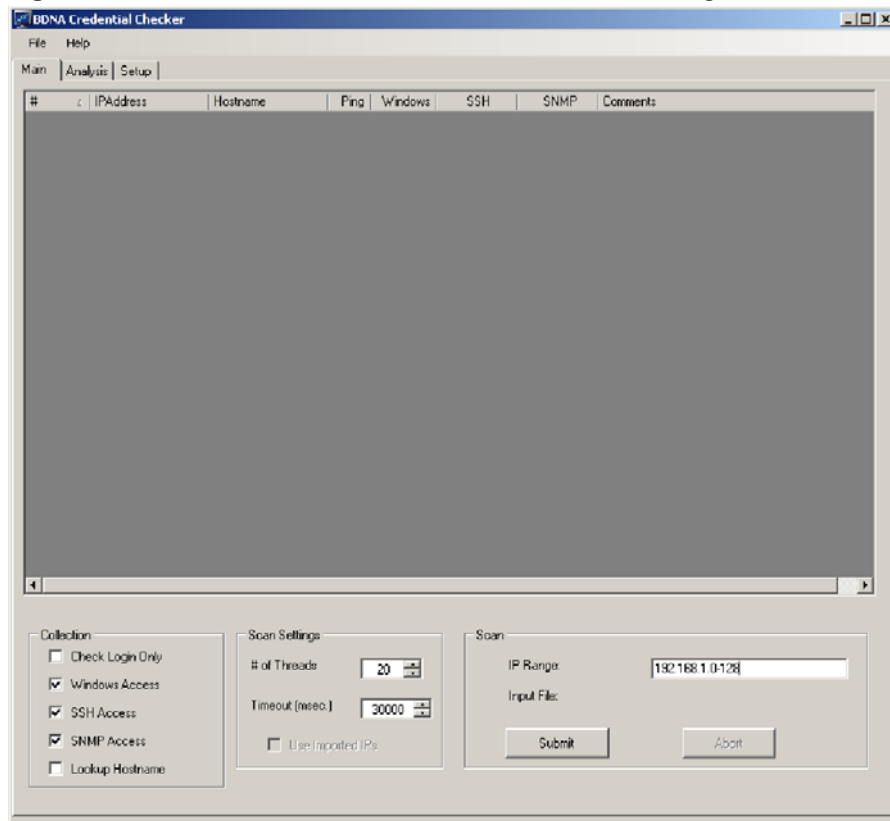 BDNA Credential Checker
File Help
Main Analysis Setup
# IPAddress Hostname Ping Windows SSH SNMP Comments
Collection
Check Login Only
Windows Access
SSH Access
SNMP Access
Lookup Hostname
Scan Settings
# of Threads 20
Timeout (msec.) 30000
Use Imported IPs
Scan
IP Range: 192.168.1.0-128
Input File:
Submit Abort